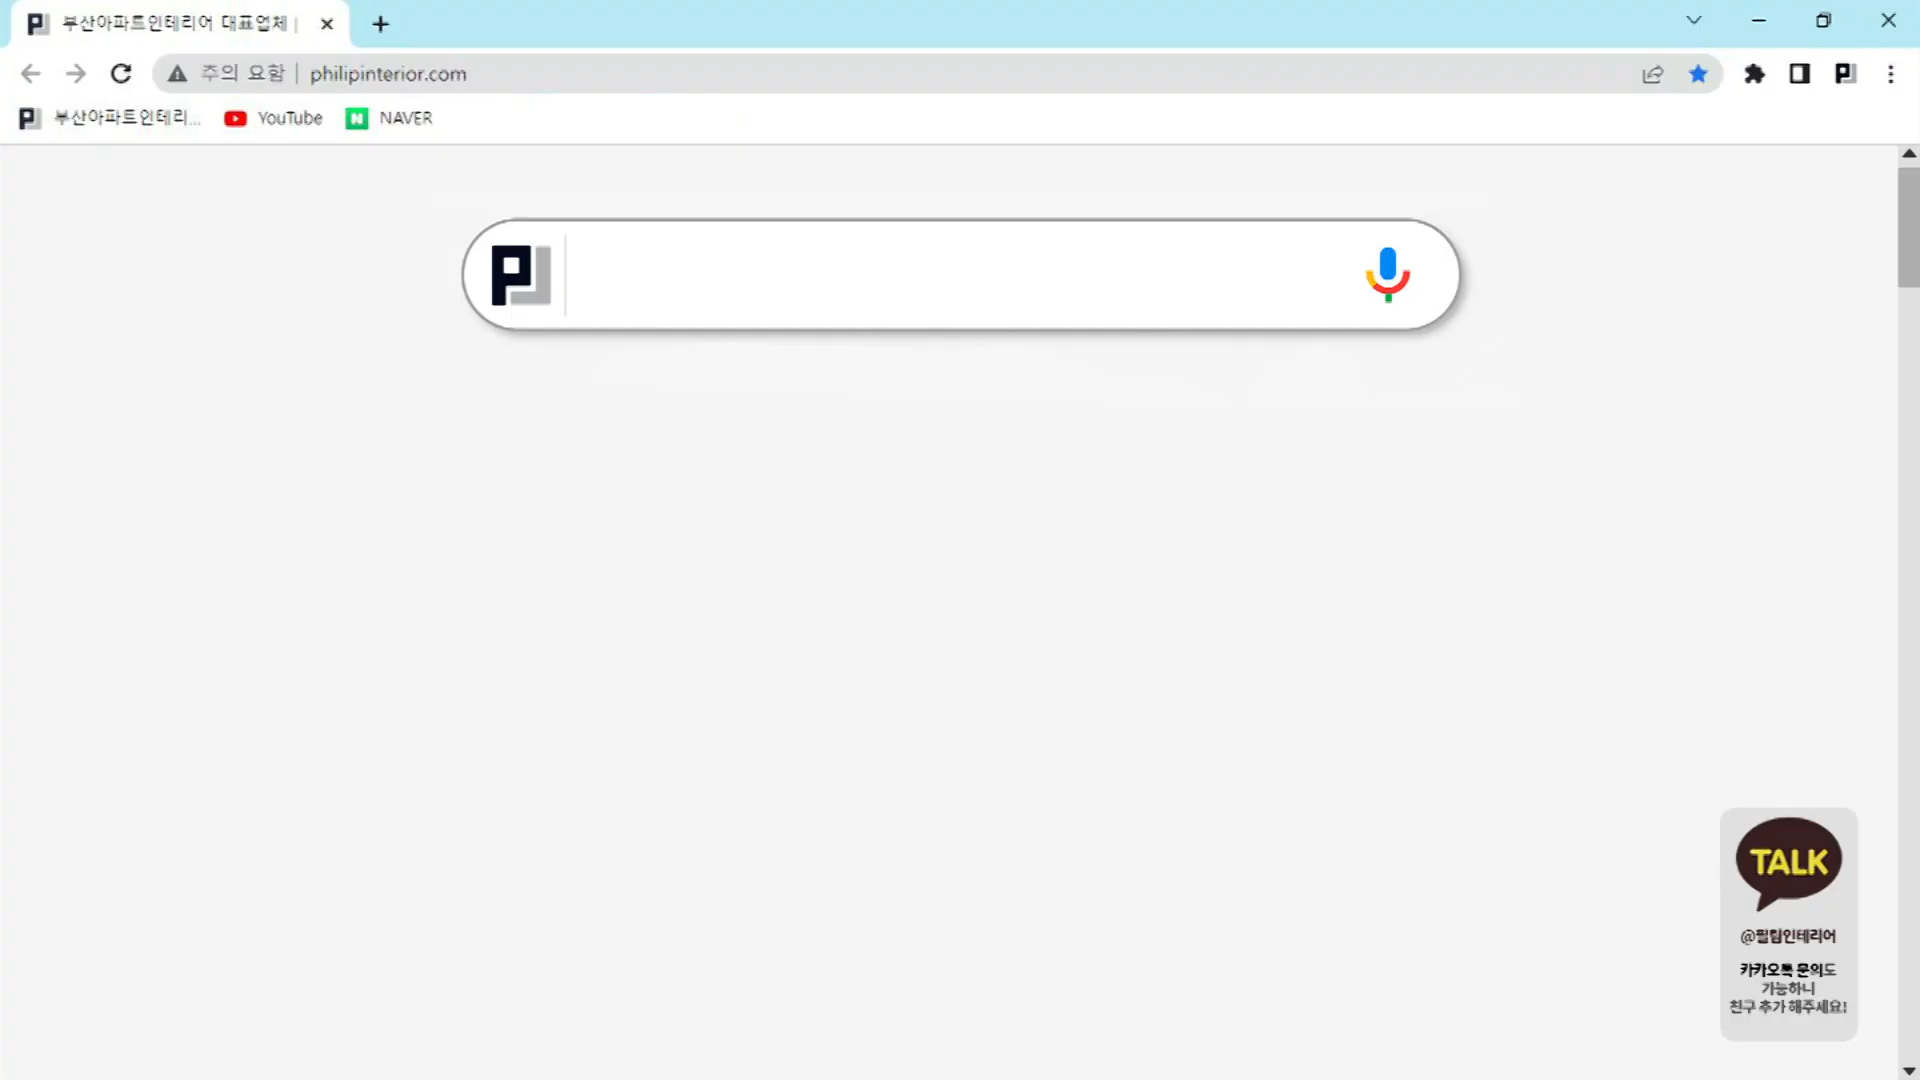 부산아파트인테리어 대표업체 |
주의 요함 | philipinterior.com
부산아파트인테리... YouTube NAVER
TALK
@필립인테리어
카카오톡 문의도
가능하니
친구 추가 해주세요!